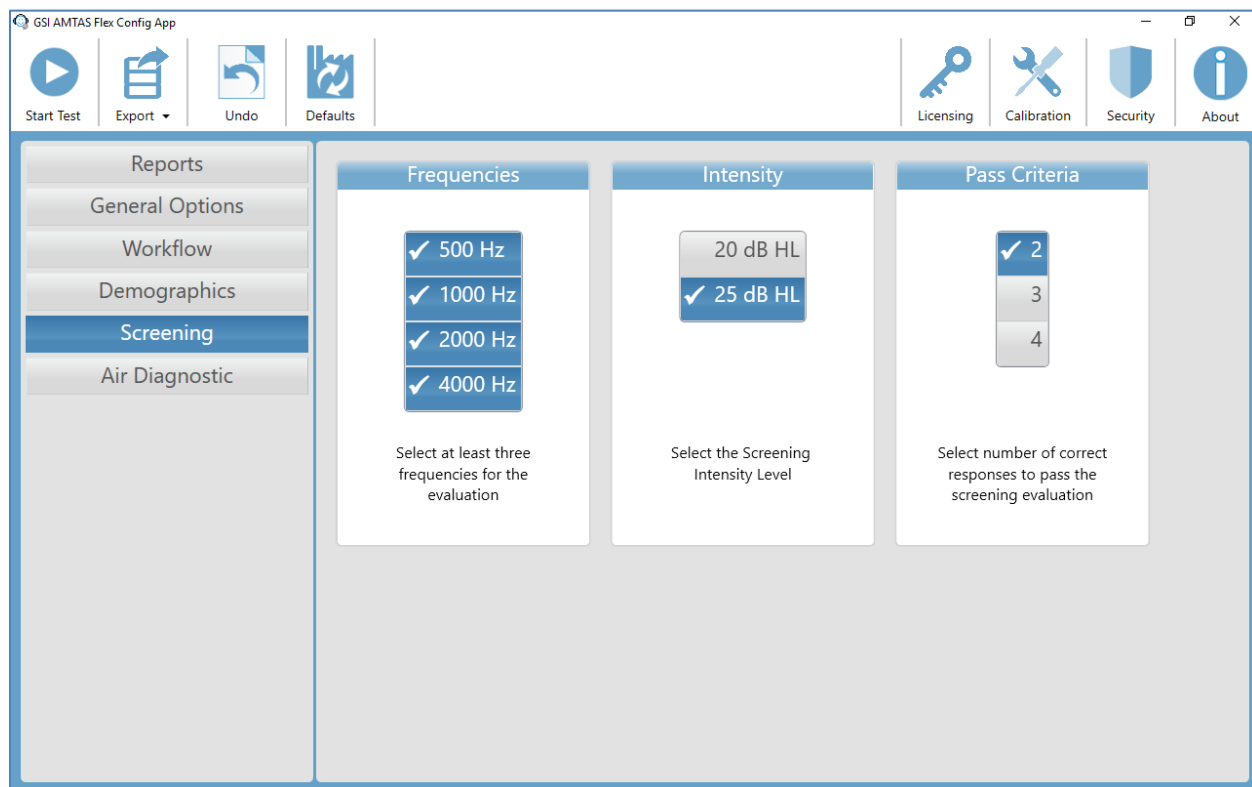 GSI AMTAS Flex Config App
Start Test
Export
Undo
Defaults
Licensing
Calibration
Security
About
Reports
General Options
Workflow
Demographics
Screening
Air Diagnostic
Frequencies
500 Hz
1000 Hz
2000 Hz
4000 Hz
Select at least three
frequencies for the
evaluation
Intensity
20 dB HL
25 dB HL
Select the Screening
Intensity Level
Pass Criteria
2
3
4
Select number of correct
responses to pass the
screening evaluation